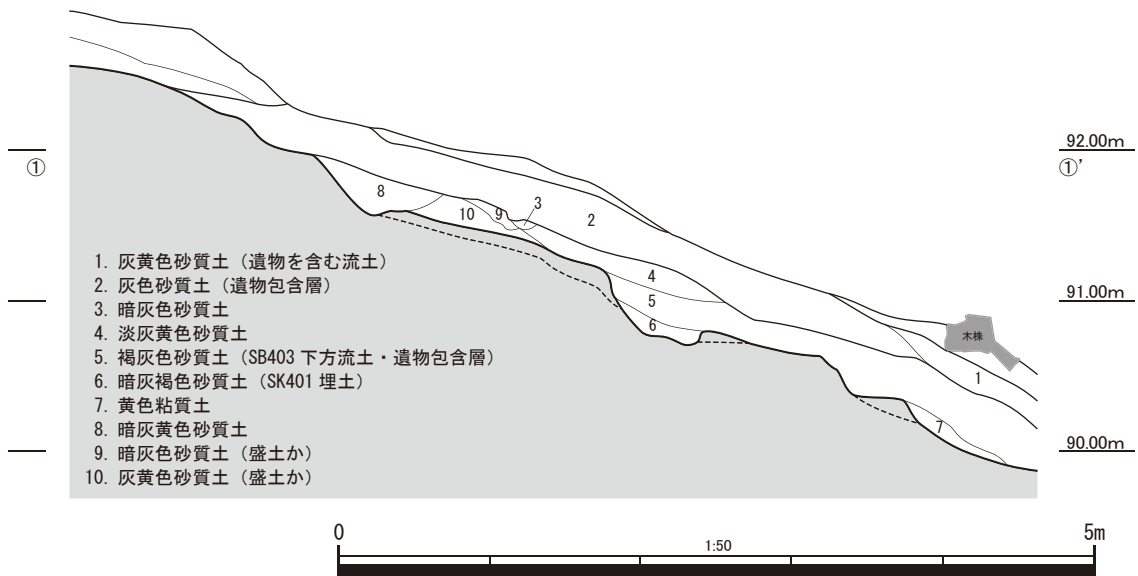 92.00m
①
①’
8
10
9
3
2
4
5
6
91.00m
木株
1
7
90.00m
1. 灰黄色砂質土（遺物を含む流土）
2. 灰色砂質土（遺物包含層）
3. 暗灰色砂質土
4. 淡灰黄色砂質土
5. 褐灰色砂質土（SB403 下方流土・遺物包含層）
6. 暗灰褐色砂質土（SK401 埋土）
7. 黄色粘質土
8. 暗灰黄色砂質土
9. 暗灰色砂質土（盛土か）
10. 灰黄色砂質土（盛土か）
0
1:50
5m